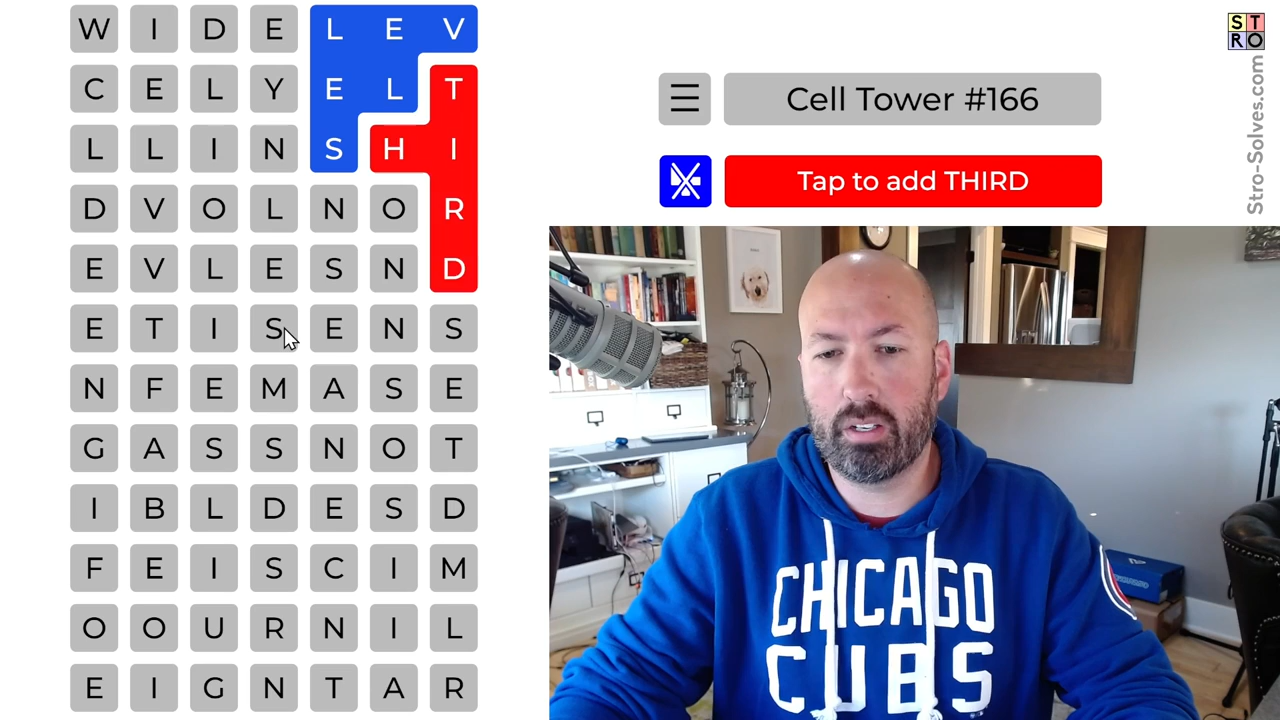 W I D E L E V
C E L Y E L T
L L I N S H I
D V O L N O R
E V L E S N D
E T I S E N S
N F E M A S E
G A S S N O T
I B L D E S D
F E I S C I M
O O U R N I L
E I G N T A R
Cell Tower #166
Tap to add THIRD
S T
R O
Stro-Solves.com
CHICAGO
CUBS